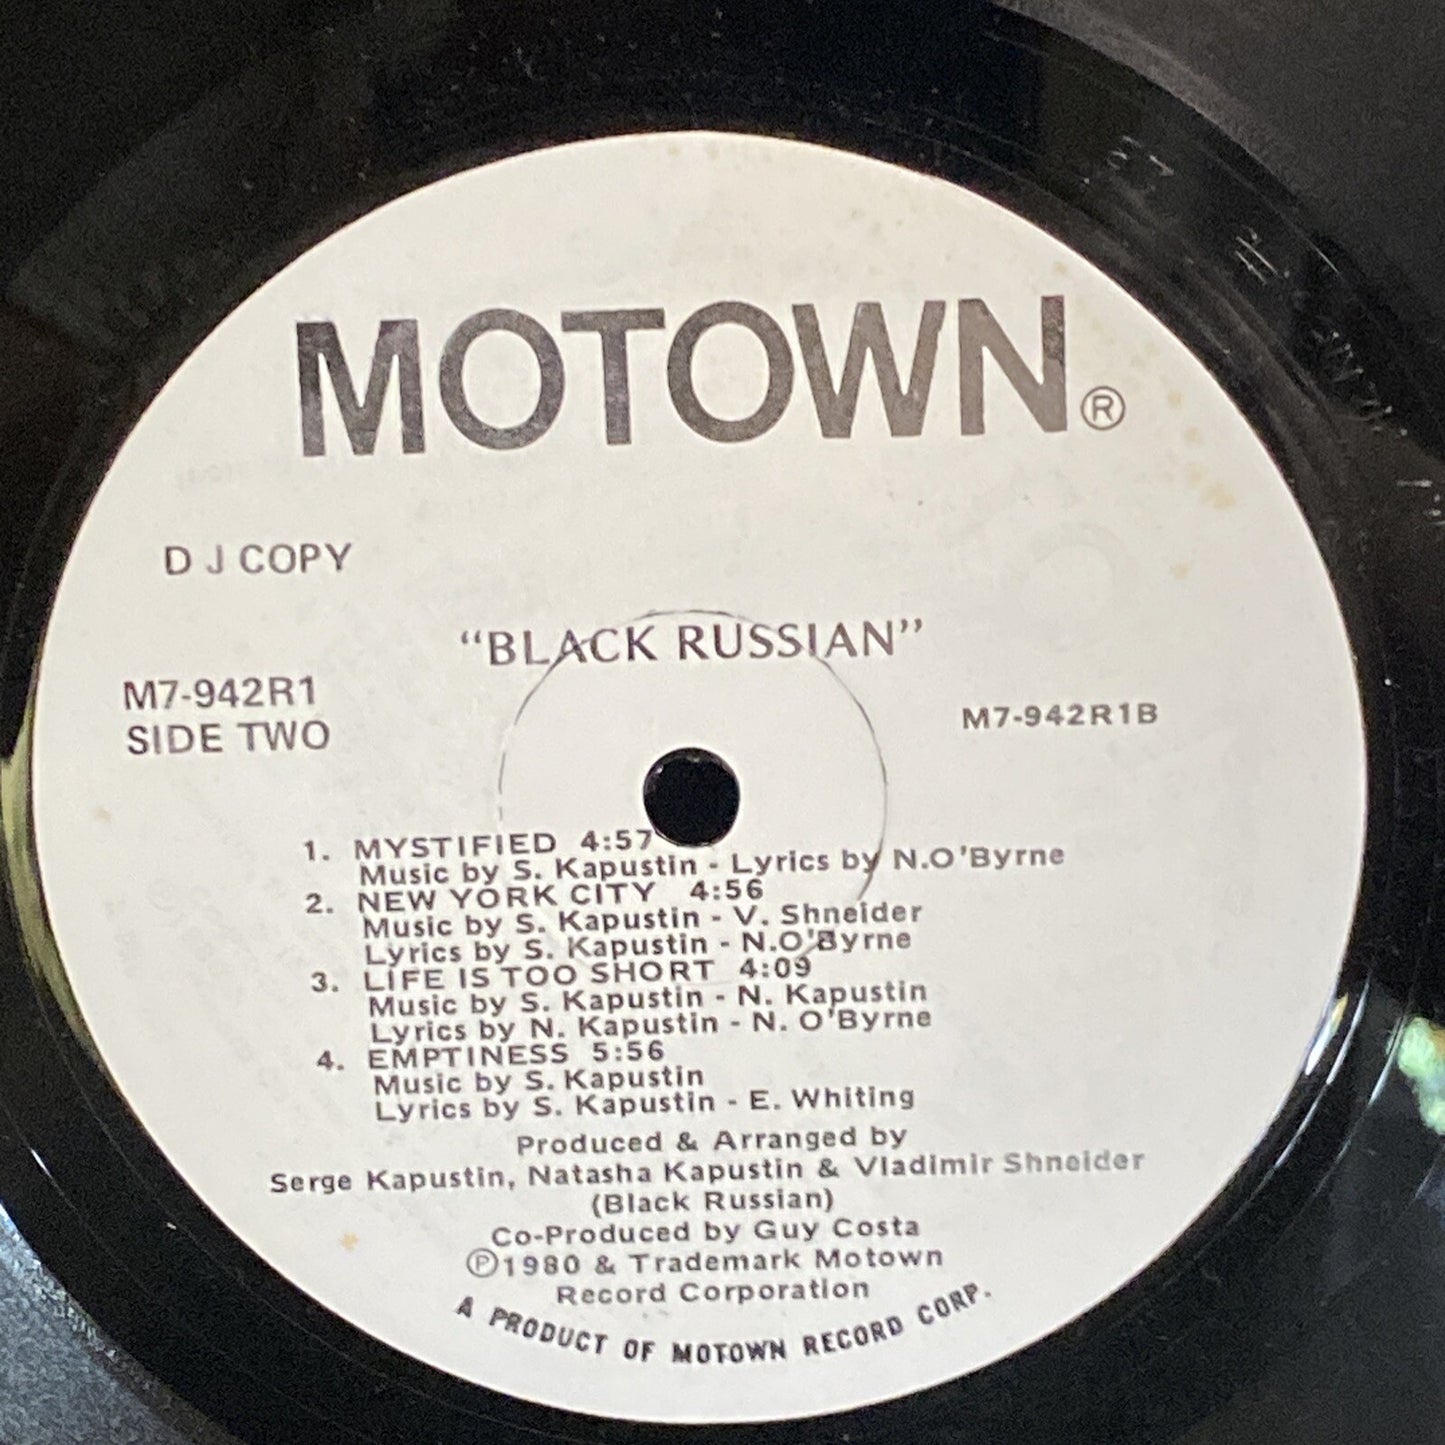 MOTOWN®
D J COPY
“BLACK RUSSIAN”
M7-942R1
SIDE TWO
M7-942R1B
1. MYSTIFIED 4:57
Music by S. Kapustin - Lyrics by N.O'Byrne
2. NEW YORK CITY 4:56
Music by S. Kapustin - V. Shneider
Lyrics by S. Kapustin - N.O'Byrne
3. LIFE IS TOO SHORT 4:09
Music by S. Kapustin - N. Kapustin
Lyrics by N. Kapustin - N. O'Byrne
4. EMPTINESS 5:56
Music by S. Kapustin
Lyrics by S. Kapustin - E. Whiting
Produced & Arranged by
Serge Kapustin, Natasha Kapustin & Vladimir Shneider
(Black Russian)
Co-Produced by Guy Costa
℗1980 & Trademark Motown
Record Corporation
A PRODUCT OF MOTOWN RECORD CORP.